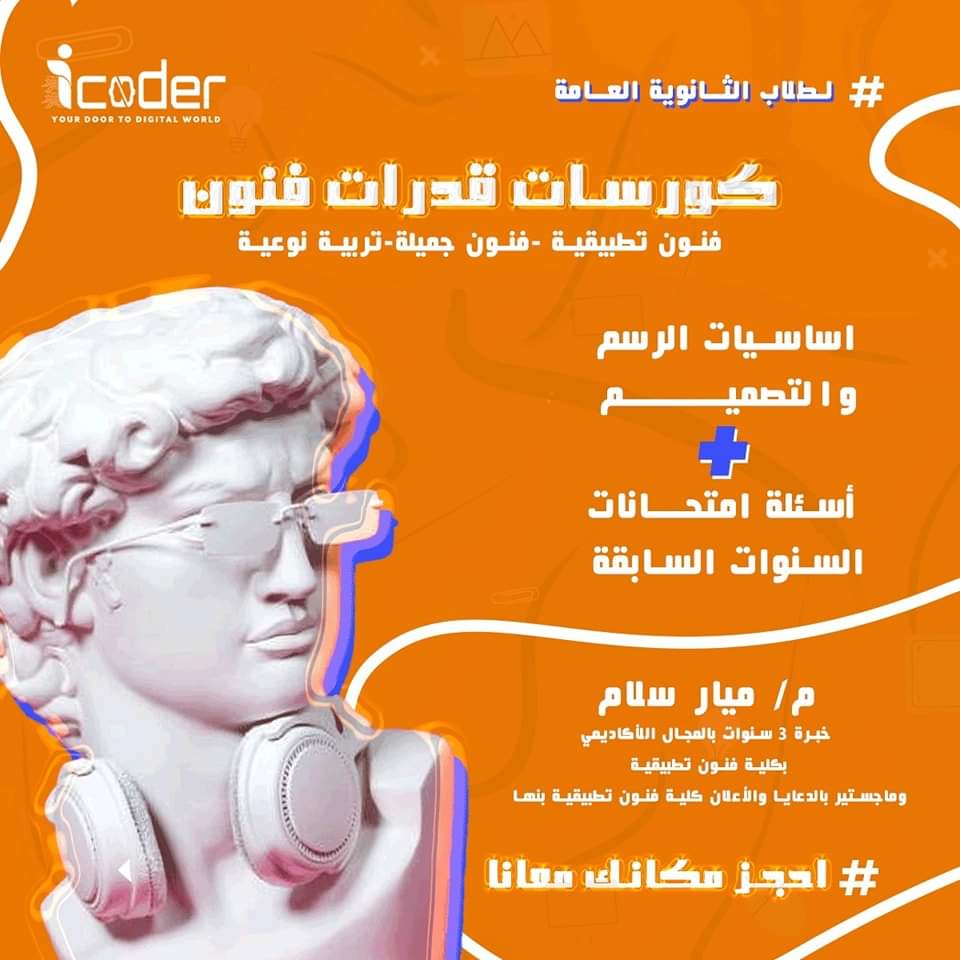 icoder
YOUR DOOR TO DIGITAL WORLD
# لطلاب الثانوية العامة
كورسات قدرات فنون
فنون تطبيقية -فنون جميلة-تربية نوعية
اساسيات الرسم
والتصميم
+
أسئلة امتحانات
السنوات السابقة
م/ ميار سلام
خبرة 3 سنوات بالمجال الأكاديمي
بكلية فنون تطبيقية
وماجستير بالدعايا والأعلان كلية فنون تطبيقية بنها
# احجز مكانك معانا